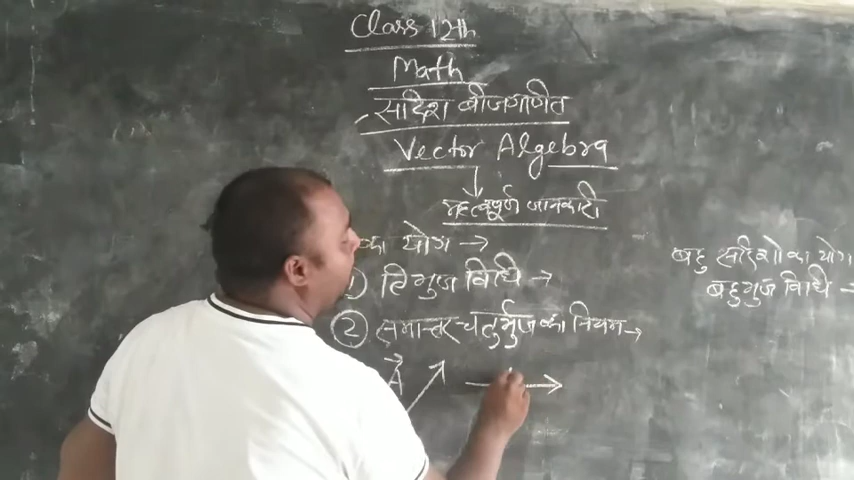 Class 12th
Math
सदिश बीजगणित
Vector Algebra
महत्वपूर्ण जानकारी
का योग →
1) त्रिभुज विधि →
② समान्तर चतुर्भुज का नियम →
A
बहु सदिशों का योग
बहुभुज विधि →